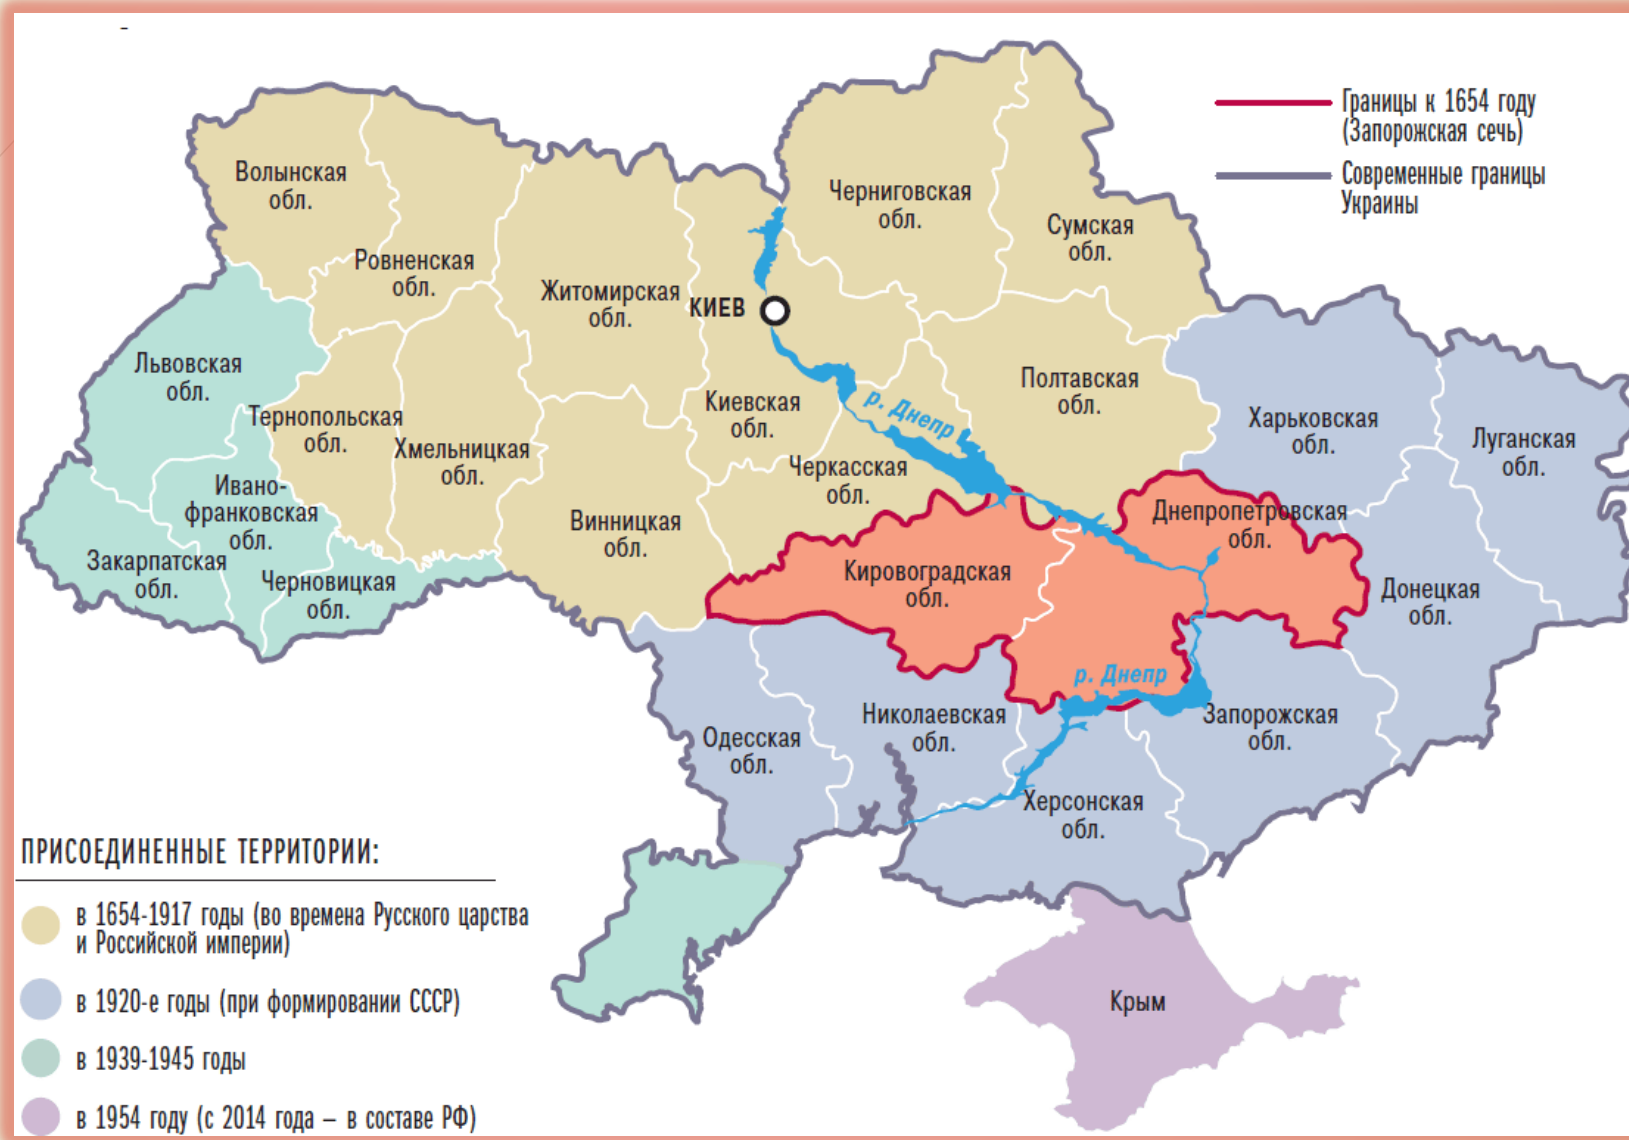 Границы к 1654 году
(Запорожская сечь)
Современные границы
Украины
Волынская
обл.
Ровненская
обл.
Житомирская
обл.
КИЕВ
Черниговская
обл.
Сумская
обл.
Львовская
обл.
Тернопольская
обл.
Хмельницкая
обл.
Киевская
обл.
р. Днепр
Полтавская
обл.
Харьковская
обл.
Луганская
обл.
Ивано-
франковская
обл.
Закарпатская
обл.
Черновицкая
обл.
Винницкая
обл.
Черкасская
обл.
Кировоградская
обл.
Днепропетровская
обл.
Донецкая
обл.
р. Днепр
Одесская
обл.
Николаевская
обл.
Запорожская
обл.
Херсонская
обл.
Крым
ПРИСОЕДИНЕННЫЕ ТЕРРИТОРИИ:
в 1654-1917 годы (во времена Русского царства
и Российской империи)
в 1920-е годы (при формировании СССР)
в 1939-1945 годы
в 1954 году (с 2014 года – в составе РФ)